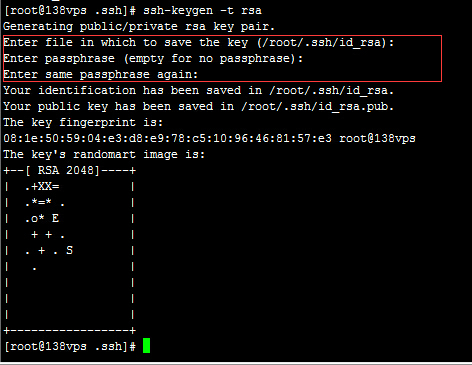 [root@138vps .ssh]# ssh-keygen -t rsa
Generating public/private rsa key pair.
Enter file in which to save the key (/root/.ssh/id_rsa):
Enter passphrase (empty for no passphrase):
Enter same passphrase again:
Your identification has been saved in /root/.ssh/id_rsa.
Your public key has been saved in /root/.ssh/id_rsa.pub.
The key fingerprint is:
08:1e:50:59:04:e3:d8:e9:78:c5:10:96:46:81:57:e3 root@138vps
The key's randomart image is:
+--[ RSA 2048]----+
|  .+XX=          |
|  .*=* .         |
|  .o* E          |
|   + + .         |
|  . + . S        |
|   .             |
|                 |
|                 |
|                 |
+-----------------+
[root@138vps .ssh]#